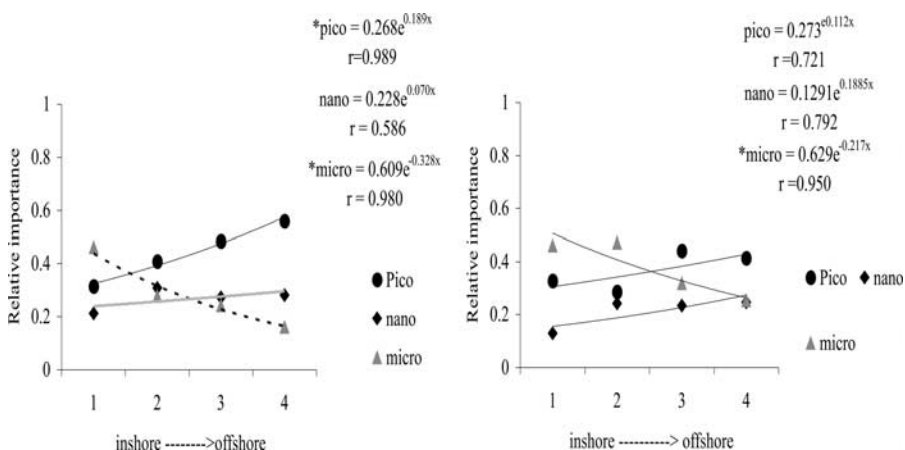 *pico = 0.268e^0.189x
r=0.989
nano = 0.228e^0.070x
r = 0.586
*micro = 0.609e^-0.328x
r = 0.980
Relative importance
1
0.8
0.6
0.4
0.2
0
1 2 3 4
inshore ------->offshore
Pico
nano
micro
pico = 0.273^e0.112x
r=0.721
nano = 0.1291e^0.1885x
r = 0.792
*micro = 0.629e^-0.217x
r=0.950
Relative importance
1
0.8
0.6
0.4
0.2
0
1 2 3 4
inshore ---------> offshore
Pico nano
micro